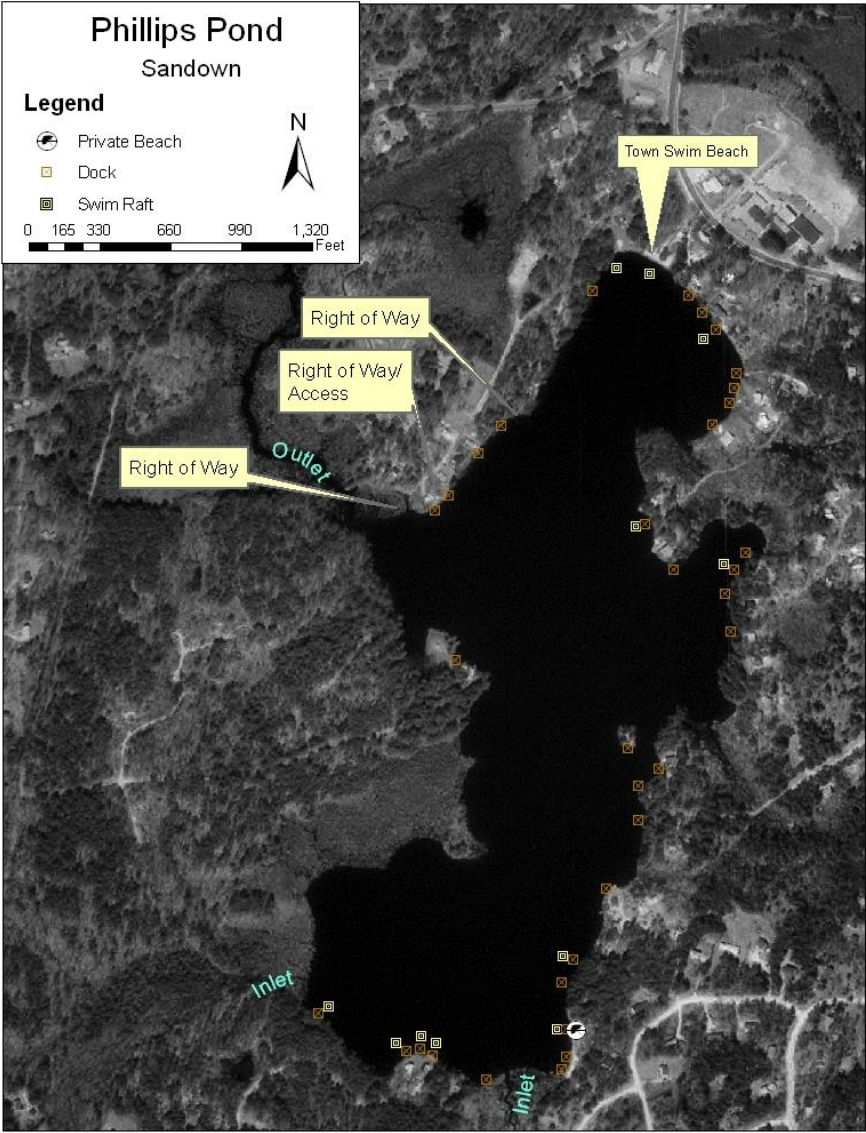 Phillips Pond
Sandown
Legend
N
Private Beach
Dock
Swim Raft
0 165 330 660 990 1,320
Feet
Town Swim Beach
Right of Way
Right of Way/
Access
Outlet
Right of Way
Inlet
Inlet